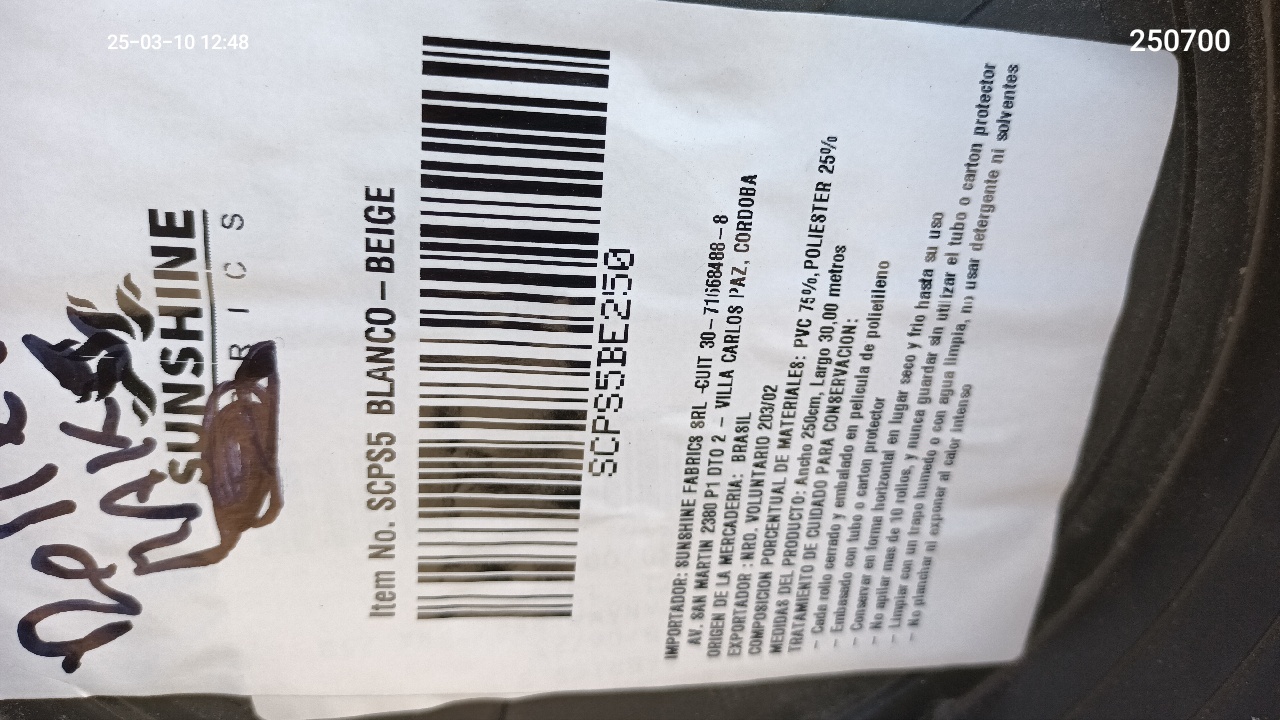 25-03-10 12:48
250700
SUNSHINE
RICS
Item No. SCPS5 BLANCO-BEIGE
SCPS5BE250
IMPORTADOR: SUNSHINE FABRICS SRL -CUIT 30-71668488-8
AV. SAN MARTIN 2380 P1 DTO 2 - VILLA CARLOS PAZ, CORDOBA
ORIGEN DE LA MERCADERIA: BRASIL
EXPORTADOR : NRO. VOLUNTARIO 203/02
COMPOSICION PORCENTUAL DE MATERIALES: PVC 75%, POLIESTER 25%
MEDIDAS DEL PRODUCTO: Ancho 250cm, Largo 30,00 metros
TRATAMIENTO DE CUIDADO PARA CONSERVACION:
- Cada rollo cerrado y embalado en pelicula de polietileno
- Embasado con tubo o carton protector
- Conservar en forma horizontal en lugar seco y frio hasta su uso
- No apilar mas de 10 rollos, y nunca guardar sin utilizar el tubo o carton protector
- Limpiar con un trapo humedo o con agua limpia, no usar detergente ni solventes
- No planchar ni exponer al calor intenso